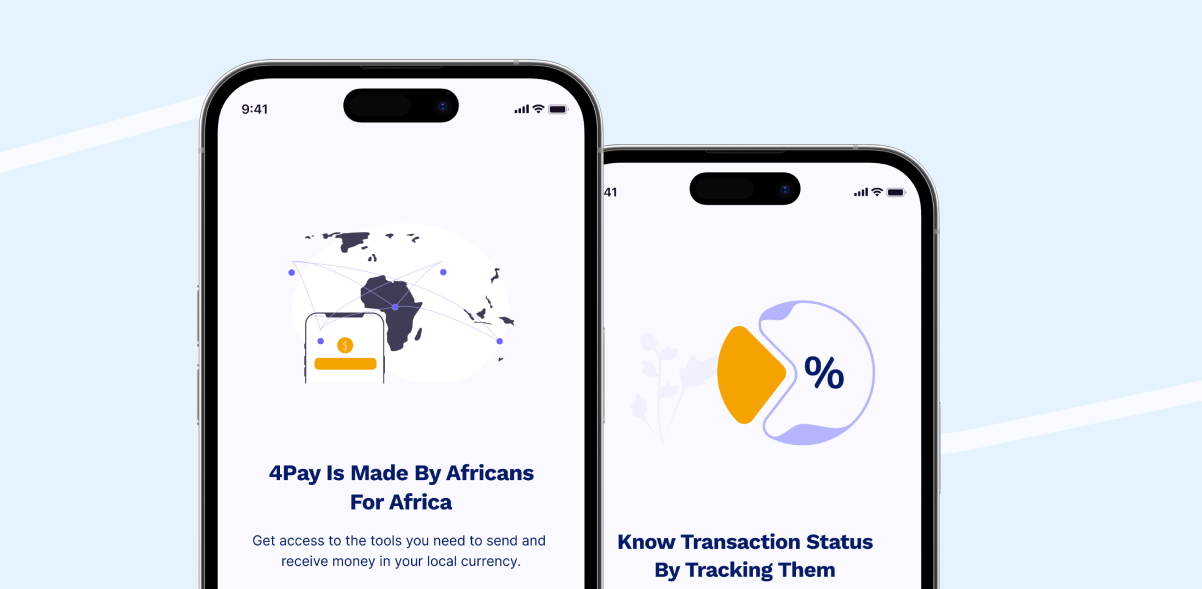 9:41
4Pay Is Made By Africans
For Africa
Get access to the tools you need to send and
receive money in your local currency.
41
%
$
Know Transaction Status
By Tracking Them